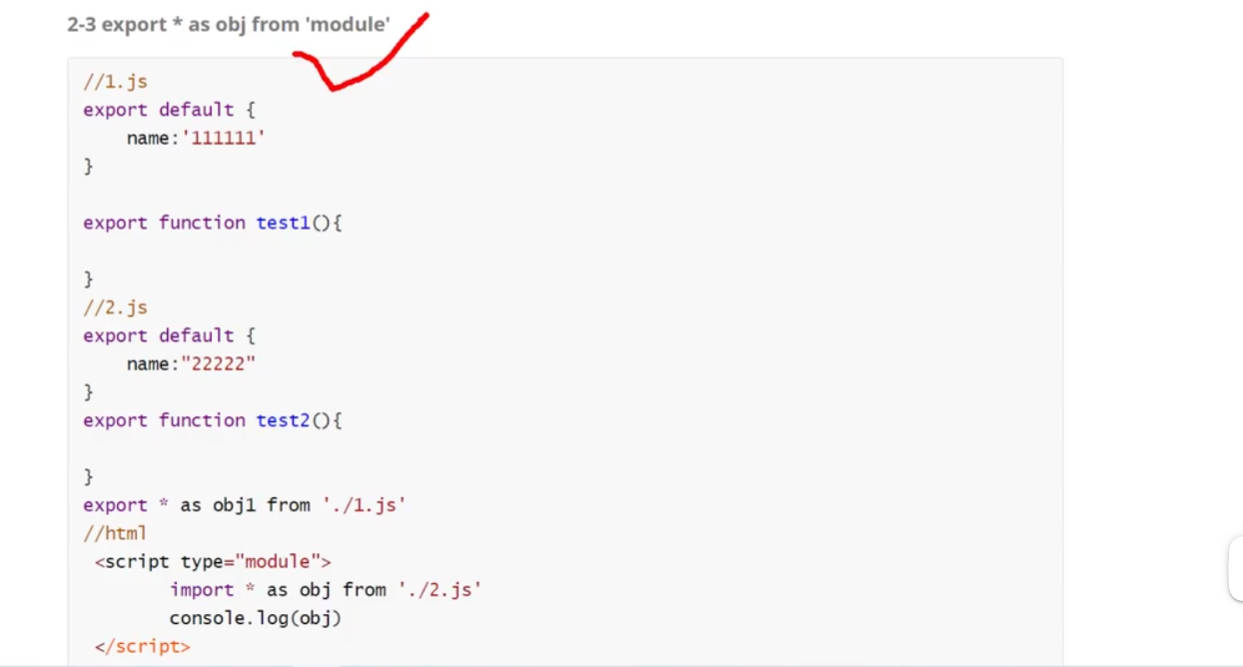 2-3 export * as obj from 'module'
//1.js
export default {
    name:'111111'
}
export function test1(){
}
//2.js
export default {
    name:"22222"
}
export function test2(){
}
export * as obj1 from './1.js'
//html
 <script type="module">
        import * as obj from './2.js'
        console.log(obj)
 </script>